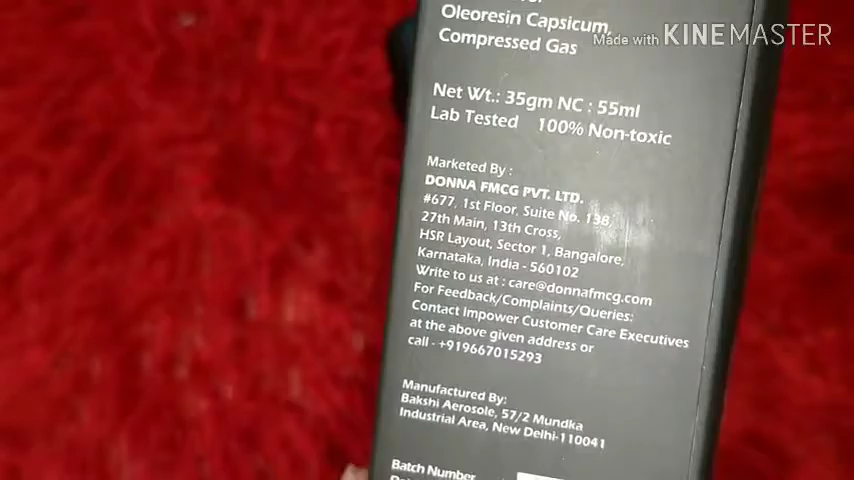 Oleoresin Capsicum,
Compressed Gas
Made with KINEMASTER
Net Wt.: 35gm NC : 55ml
Lab Tested 100% Non-toxic
Marketed By :
DONNA FMCG PVT. LTD.
#677, 1st Floor, Suite No. 138,
27th Main, 13th Cross,
HSR Layout, Sector 1, Bangalore,
Karnataka, India - 560102
Write to us at : care@donnafmcg.com
For Feedback/Complaints/Queries:
Contact Impower Customer Care Executives
at the above given address or
call - +919667015293
Manufactured By:
Bakshi Aerosole, 57/2 Mundka
Industrial Area, New Delhi-110041
Batch Number